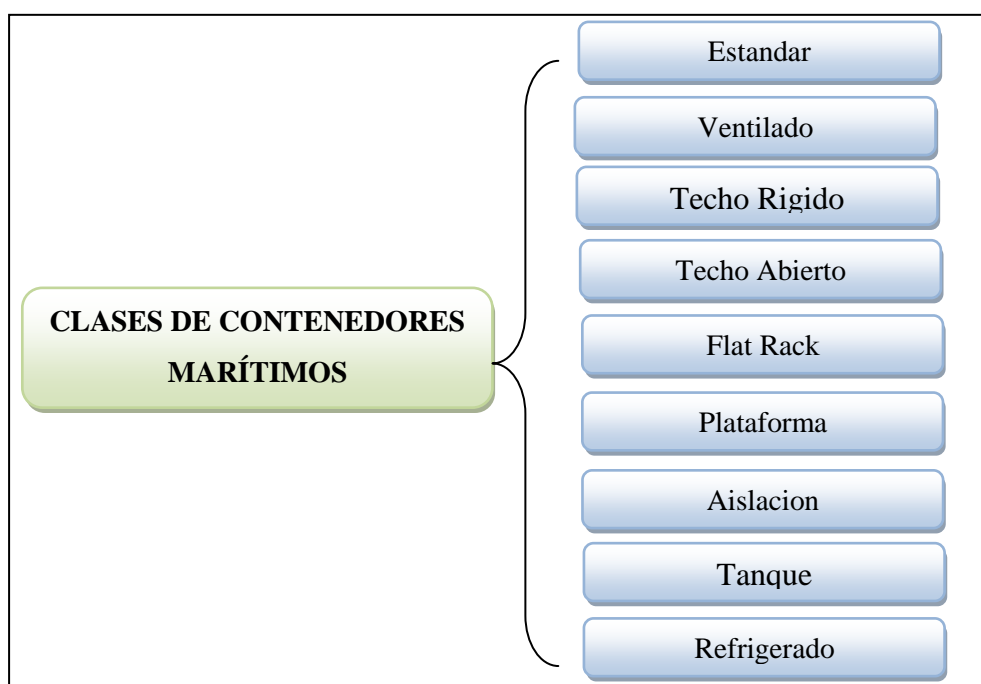 CLASES DE CONTENEDORES
MARÍTIMOS
Estandar
Ventilado
Techo Rigido
Techo Abierto
Flat Rack
Plataforma
Aislacion
Tanque
Refrigerado